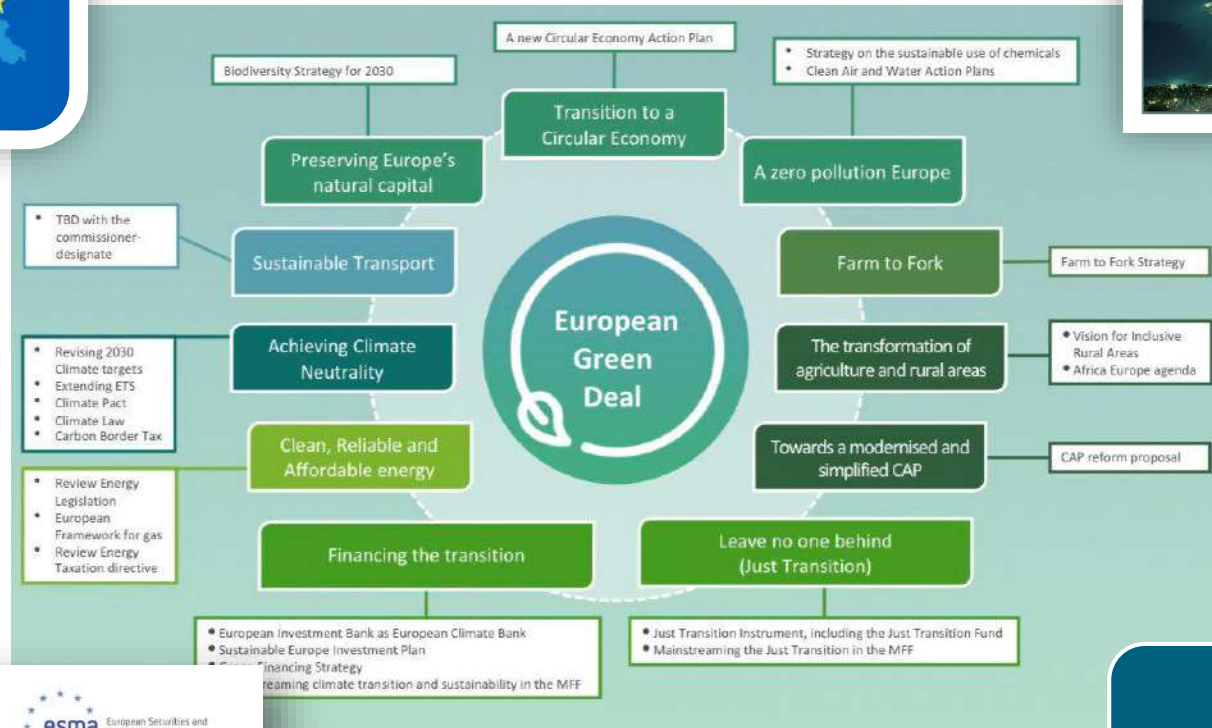 A new Circular Economy Action Plan
Biodiversity Strategy for 2030
• Strategy on the sustainable use of chemicals
• Clean Air and Water Action Plans
Transition to a
Circular Economy
Preserving Europe's
natural capital
A zero pollution Europe
• TBD with the
commissioner-
designate
Sustainable Transport
Farm to Fork
Farm to Fork Strategy
European
Green
Deal
Achieving Climate
Neutrality
• Revising 2030
Climate targets
• Extending ETS
• Climate Pact
• Climate Law
• Carbon Border Tax
The transformation of
agriculture and rural areas
• Vision for Inclusive
Rural Areas
• Africa Europe agenda
Clean, Reliable and
Affordable energy
• Review Energy
Legislation
• European
Framework for gas
• Review Energy
Taxation directive
Towards a modernised and
simplified CAP
CAP reform proposal
Financing the transition
Leave no one behind
(Just Transition)
• European Investment Bank as European Climate Bank
• Sustainable Europe Investment Plan
Financing Strategy
climate transition and sustainability in the MFF
• Just Transition Instrument, including the Just Transition Fund
• Mainstreaming the Just Transition in the MFF
esma
European Securities and